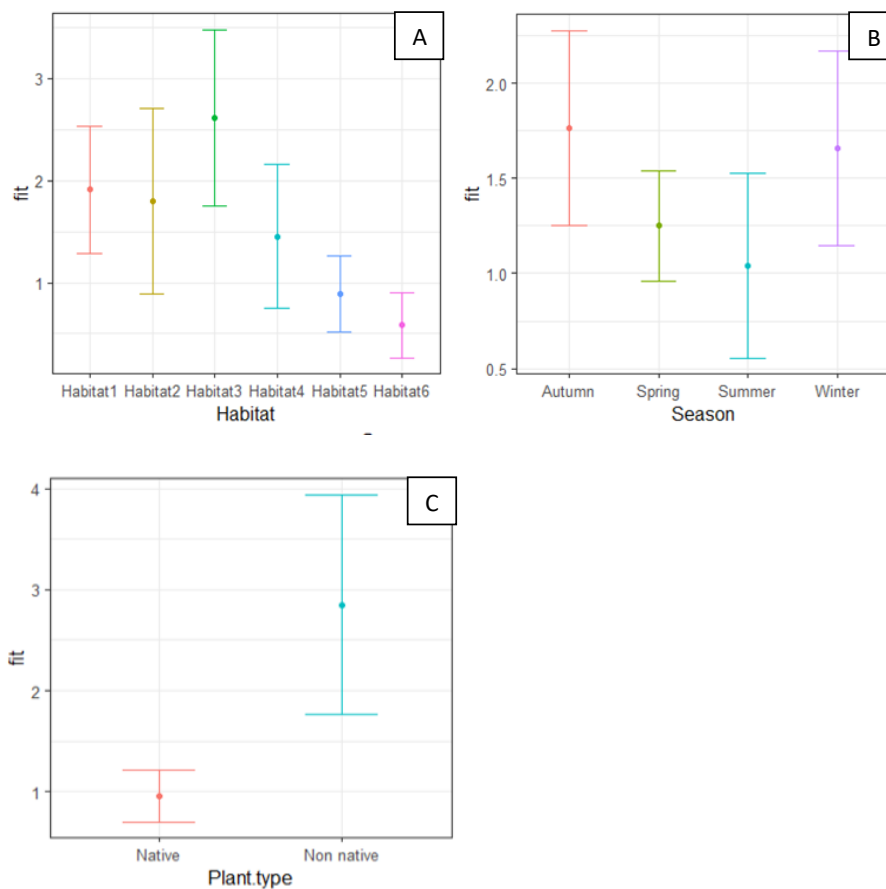 A
3
2
1
fit
Habitat1 Habitat2 Habitat3 Habitat4 Habitat5 Habitat6
Habitat
B
2.0
1.5
1.0
0.5
fit
Autumn Spring Summer Winter
Season
C
4
3
2
1
fit
Native Non native
Plant.type